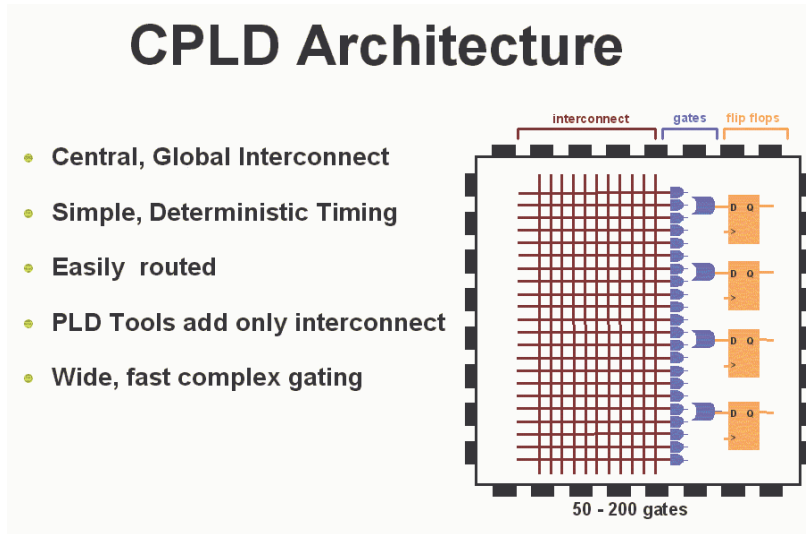 CPLD Architecture
Central, Global Interconnect
Simple, Deterministic Timing
Easily routed
PLD Tools add only interconnect
Wide, fast complex gating
interconnect gates flip flops
D Q
>
D Q
>
D Q
>
D Q
>
50 - 200 gates